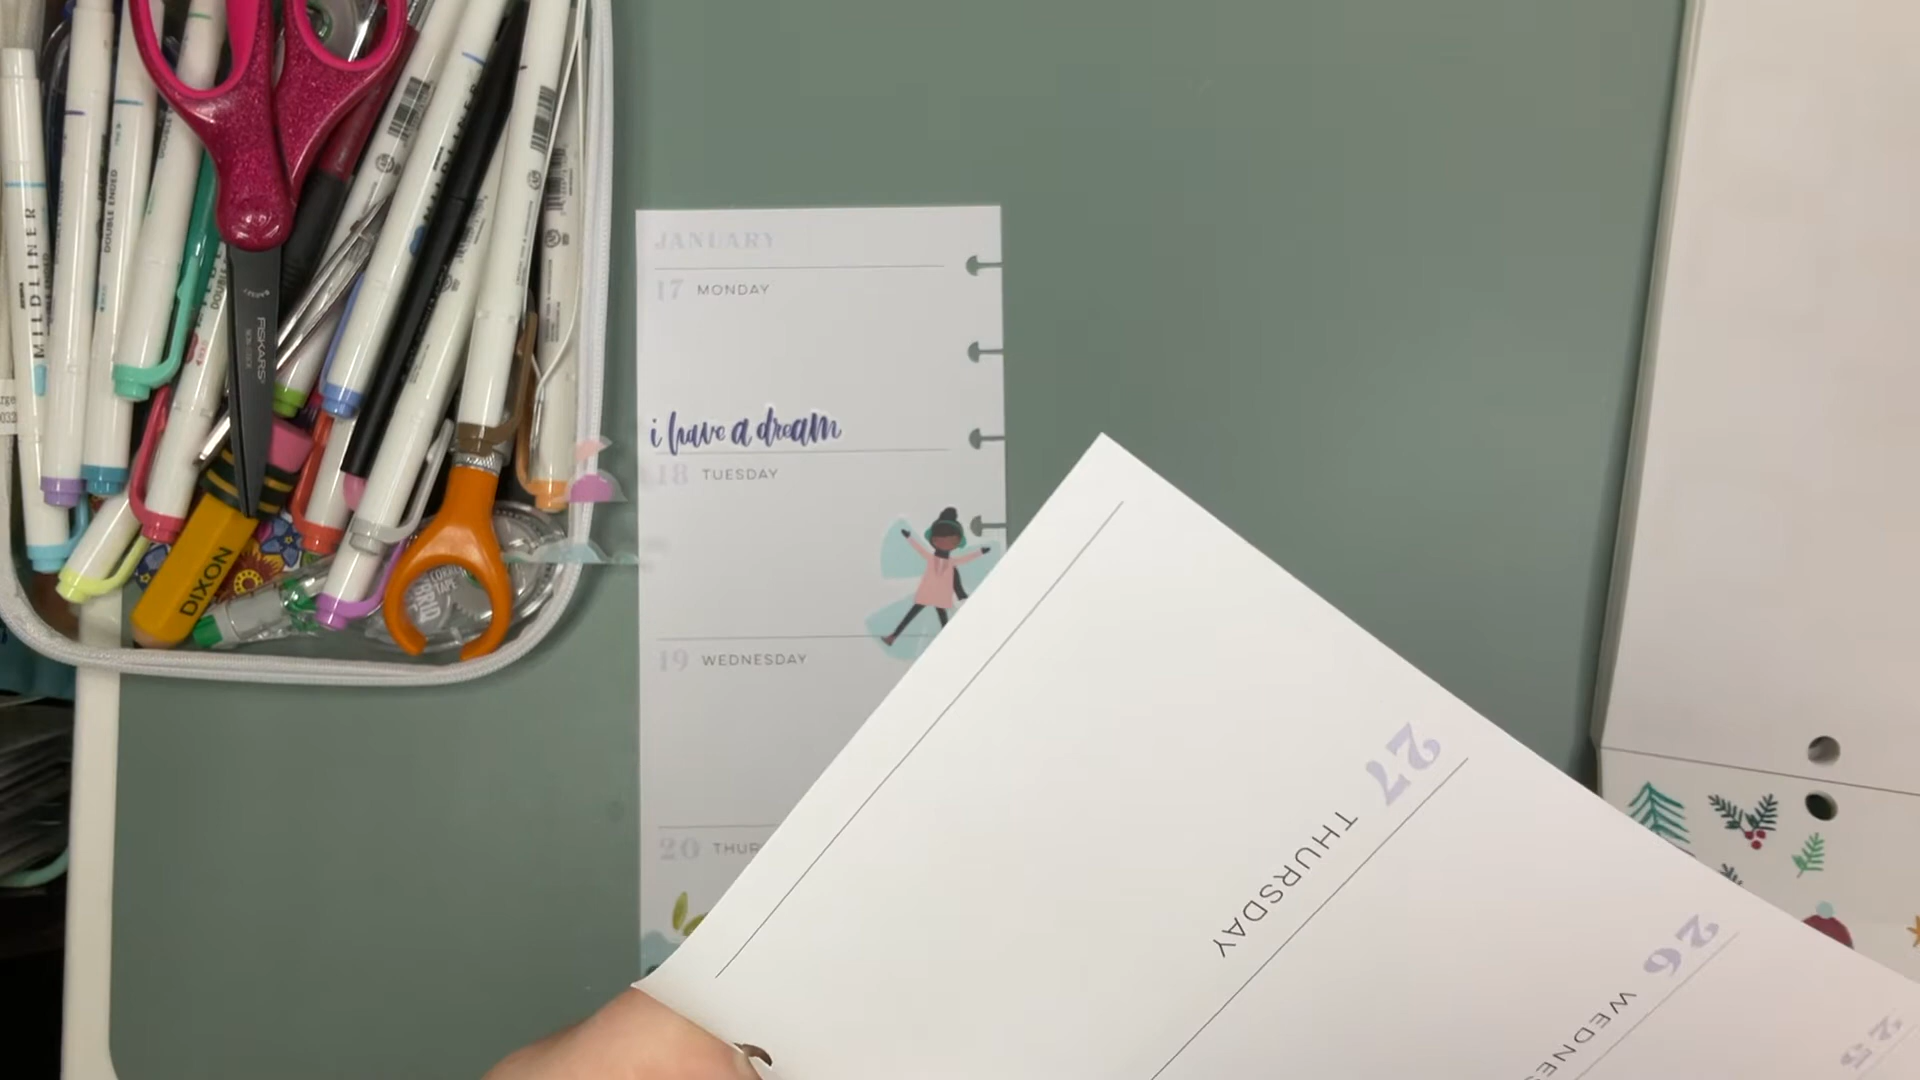 JANUARY
17 MONDAY
i have a dream
18 TUESDAY
19 WEDNESDAY
20 THUR
27
THURSDAY
26
WEDNES
25
MILDLINER
DOUBLE ENDED
FISKARS
DIXON